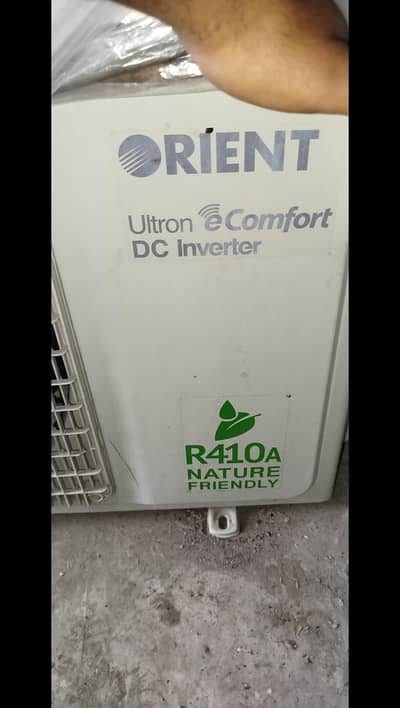 ORIENT
Ultron eComfort
DC Inverter
R410A
NATURE
FRIENDLY